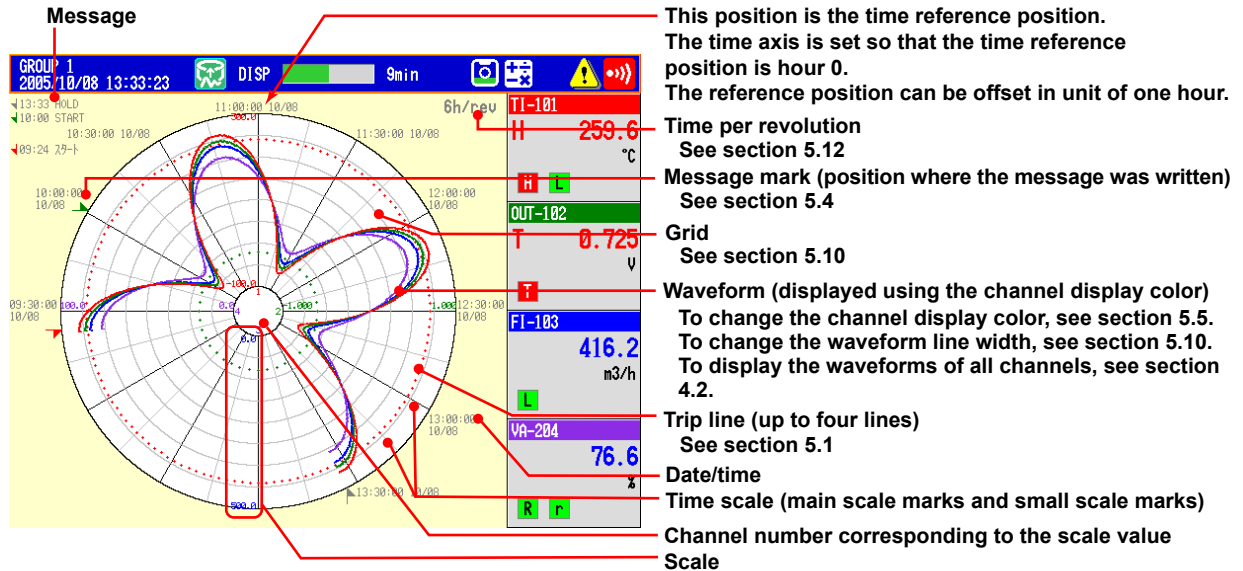 Message
This position is the time reference position.
The time axis is set so that the time reference
position is hour 0.
The reference position can be offset in unit of one hour.
GROUP 1
2005/10/08 13:33:23
DISP
9min
13:33 HOLD
10:00 START
09:24 スタート
11:00:00 10/08
6h/rev
10:30:00 10/08
11:30:00 10/08
10:00:00
10/08
12:00:00
10/08
09:30:00
10/08
12:30:00
10/08
13:00:00
10/08
13:30:00 10/08
300.0
-100.0
1
100.0
0.0
4
2
-1.000
1.000
3
0.0
500.0
TI-101
H 259.6
°C
H L
OUT-102
T 0.725
V
T
FI-103
416.2
m3/h
L
VA-204
76.6
%
R r
Time per revolution
See section 5.12
Message mark (position where the message was written)
See section 5.4
Grid
See section 5.10
Waveform (displayed using the channel display color)
To change the channel display color, see section 5.5.
To change the waveform line width, see section 5.10.
To display the waveforms of all channels, see section
4.2.
Trip line (up to four lines)
See section 5.1
Date/time
Time scale (main scale marks and small scale marks)
Channel number corresponding to the scale value
Scale